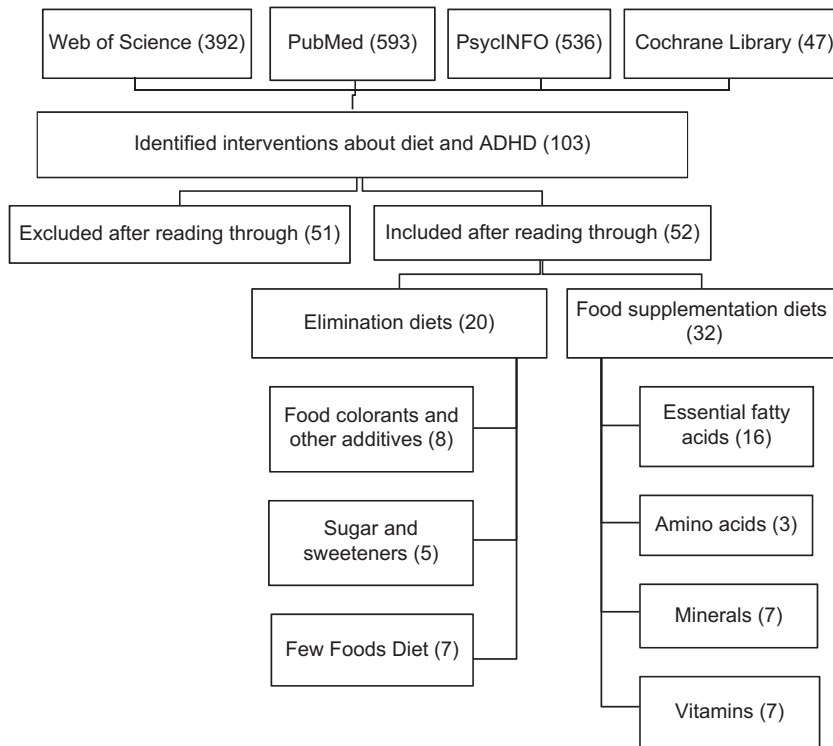 Web of Science (392)
PubMed (593)
PsycINFO (536)
Cochrane Library (47)
Identified interventions about diet and ADHD (103)
Excluded after reading through (51)
Included after reading through (52)
Elimination diets (20)
Food supplementation diets
(32)
Food colorants and
other additives (8)
Sugar and
sweeteners (5)
Few Foods Diet (7)
Essential fatty
acids (16)
Amino acids (3)
Minerals (7)
Vitamins (7)